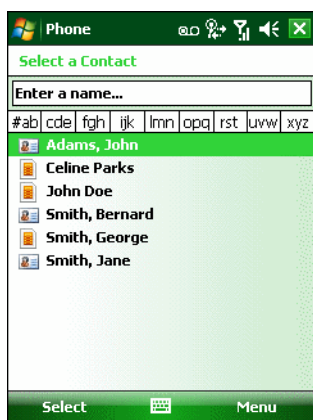 Phone
Select a Contact
Enter a name...
#ab cde fgh ijk lmn opq rst uvw xyz
Adams, John
Celine Parks
John Doe
Smith, Bernard
Smith, George
Smith, Jane
Select Menu